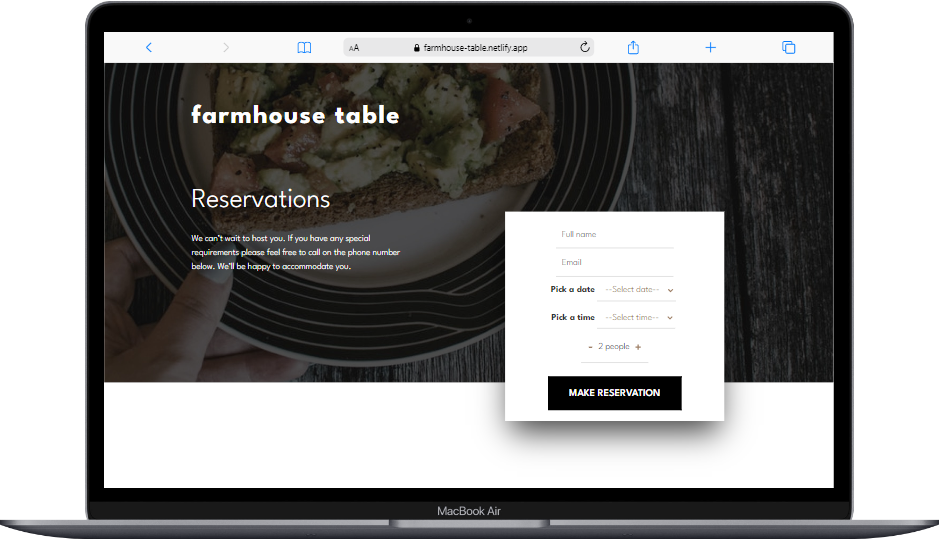 AA farmhouse-table.netlify.app
farmhouse table
Reservations
We can't wait to host you. If you have any special
requirements please feel free to call on the phone number
below. We'll be happy to accommodate you.
Full name
Email
Pick a date --Select date--
Pick a time --Select time--
- 2 people +
MAKE RESERVATION
MacBook Air